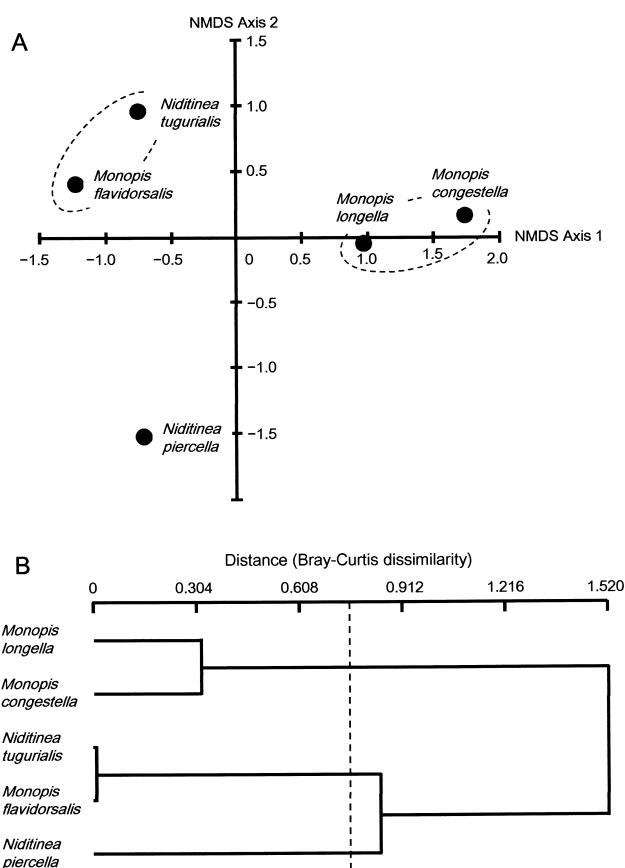 NMDS Axis 2
A
1.5
Niditinea
tugurialis
1.0
Monopis
flavidorsalis
0.5
Monopis
congestella
Monopis
longella
NMDS Axis 1
−1.5 −1.0 −0.5 0 0.5 1.0 1.5 2.0
−0.5
−1.0
Niditinea
piercella
−1.5
B
Distance (Bray-Curtis dissimilarity)
0 0.304 0.608 0.912 1.216 1.520
Monopis
longella
Monopis
congestella
Niditinea
tugurialis
Monopis
flavidorsalis
Niditinea
piercella